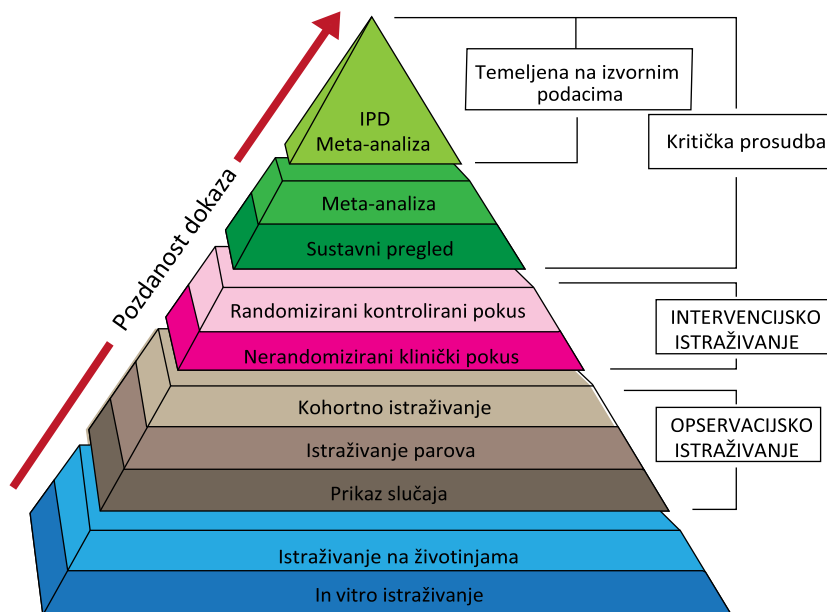 Pozdanost dokaza
IPD
Meta-analiza
Meta-analiza
Sustavni pregled
Randomizirani kontrolirani pokus
Nerandomizirani klinički pokus
Kohortno istraživanje
Istraživanje parova
Prikaz slučaja
Istraživanje na životinjama
In vitro istraživanje
Temeljena na izvornim
podacima
Kritička prosudba
INTERVENCIJSKO
ISTRAŽIVANJE
OPSERVACIJSKO
ISTRAŽIVANJE